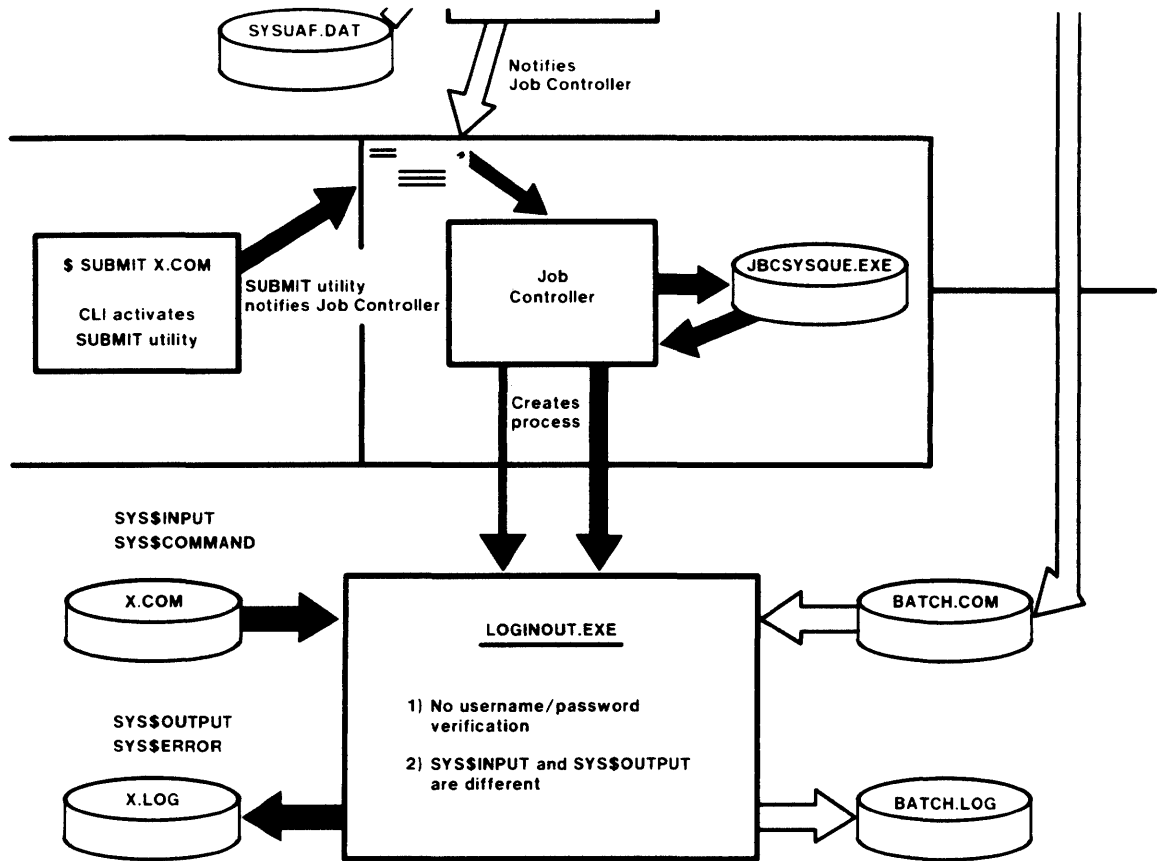 SYSUAF.DAT
Notifies
Job Controller
$ SUBMIT X.COM
CLI activates
SUBMIT utility
SUBMIT utility
notifies Job Controller
Job
Controller
JBCSYSQUE.EXE
Creates
process
SYS$INPUT
SYS$COMMAND
X.COM
LOGINOUT.EXE
BATCH.COM
1) No username/password
verification
2) SYS$INPUT and SYS$OUTPUT
are different
SYS$OUTPUT
SYS$ERROR
X.LOG
BATCH.LOG